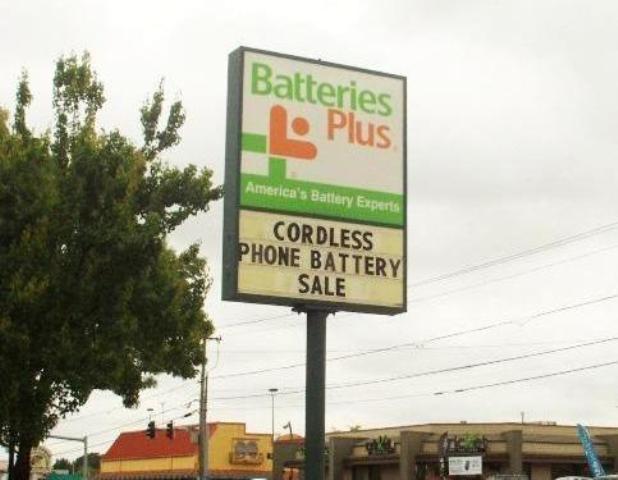 Batteries
Plus
America's Battery Experts
CORDLESS
PHONE BATTERY
SALE